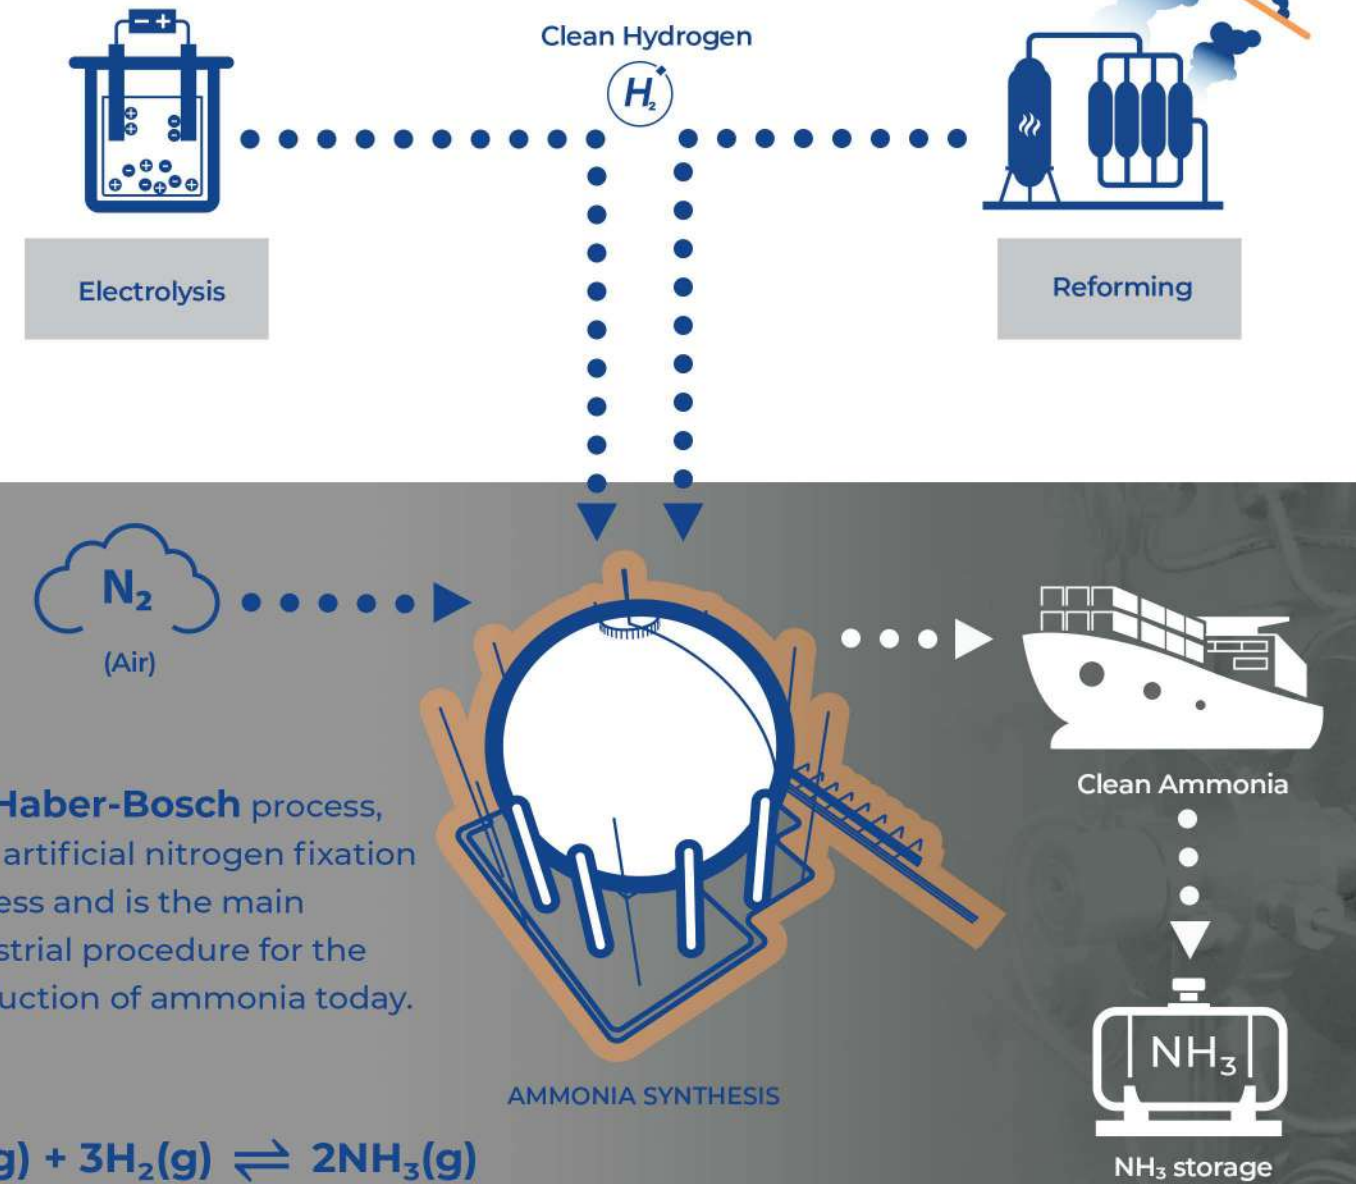 − +
Clean Hydrogen
H₂
Electrolysis
Reforming
N₂
(Air)
Haber-Bosch process,
artificial nitrogen fixation
ess and is the main
strial procedure for the
uction of ammonia today.
Clean Ammonia
NH₃
AMMONIA SYNTHESIS
g) + 3H₂(g) ⇌ 2NH₃(g)
NH₃ storage